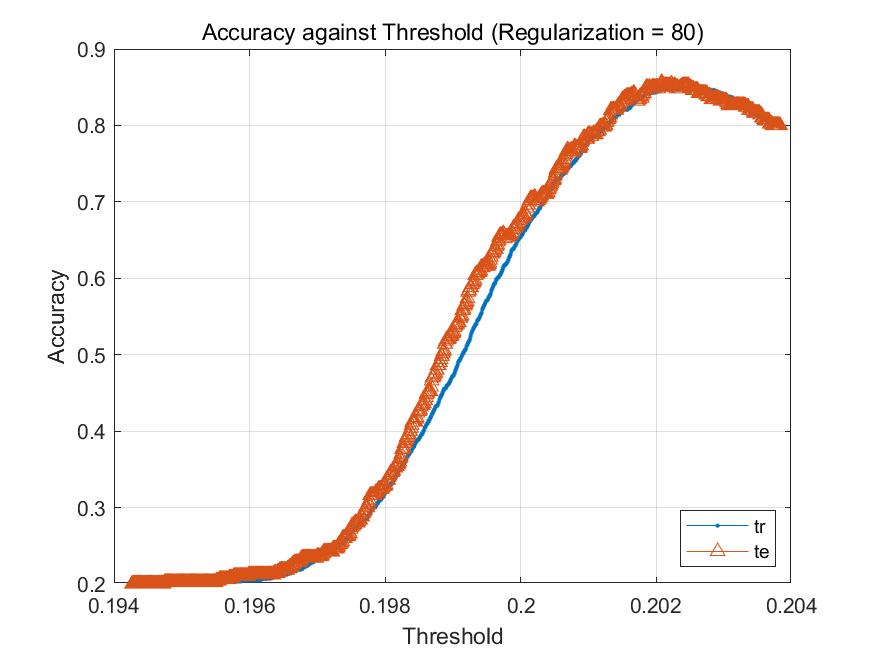 Accuracy against Threshold (Regularization = 80)
0.9
0.8
0.7
0.6
0.5
0.4
0.3
0.2
Accuracy
0.194 0.196 0.198 0.2 0.202 0.204
Threshold
tr
te